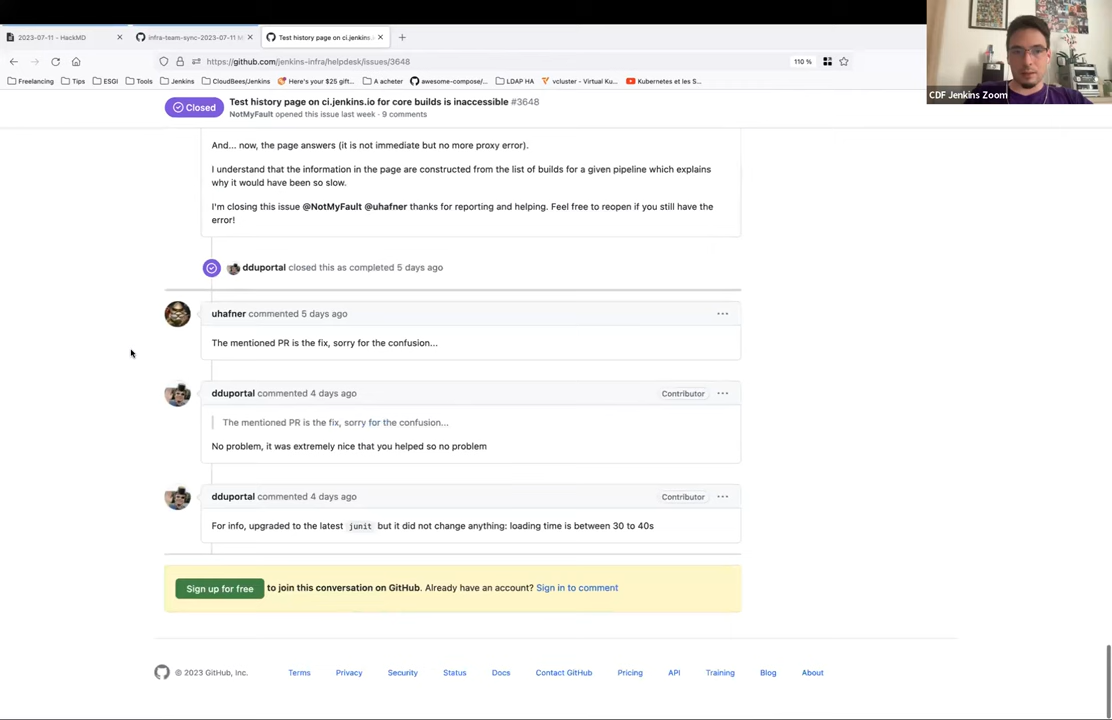 2023-07-11 - HackMD
infra-team-sync-2023-07-11 M
Test history page on ci.jenkins.
https://github.com/jenkins-infra/helpdesk/issues/3648
110 %
Freelancing
Tips
ESGI
Tools
Jenkins
CloudBees/Jenkins
Here's your $25 gift...
A acheter
awesome-compose/...
LDAP HA
vcluster - Virtual Ku...
Kubernetes et les S...
CDF Jenkins Zoom
Closed
Test history page on ci.jenkins.io for core builds is inaccessible #3648
NotMyFault opened this issue last week · 9 comments
And... now, the page answers (it is not immediate but no more proxy error).
I understand that the information in the page are constructed from the list of builds for a given pipeline which explains
why it would have been so slow.
I'm closing this issue @NotMyFault @uhafner thanks for reporting and helping. Feel free to reopen if you still have the
error!
dduportal closed this as completed 5 days ago
uhafner commented 5 days ago
The mentioned PR is the fix, sorry for the confusion...
dduportal commented 4 days ago
Contributor
The mentioned PR is the fix, sorry for the confusion...
No problem, it was extremely nice that you helped so no problem
dduportal commented 4 days ago
Contributor
For info, upgraded to the latest junit but it did not change anything: loading time is between 30 to 40s
Sign up for free to join this conversation on GitHub. Already have an account? Sign in to comment
© 2023 GitHub, Inc.
Terms
Privacy
Security
Status
Docs
Contact GitHub
Pricing
API
Training
Blog
About